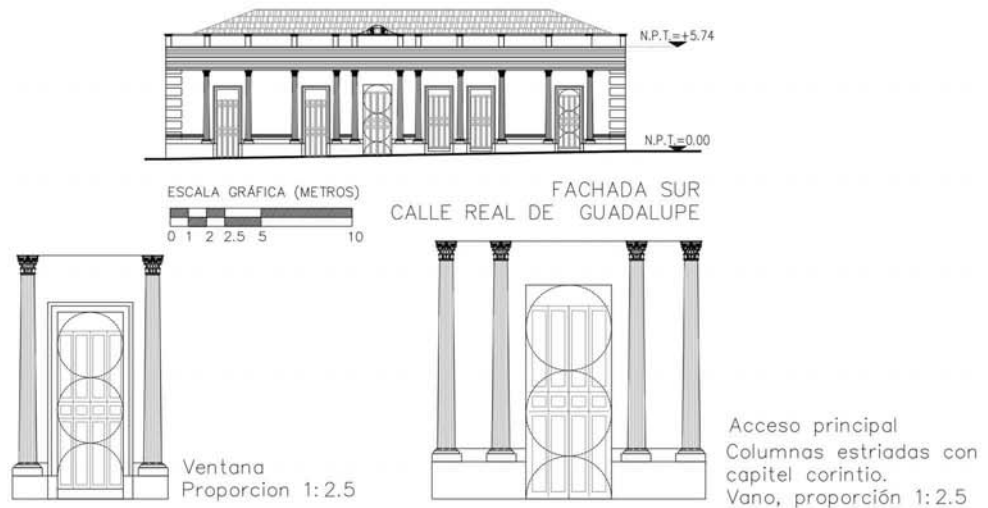 N.P.T.=+5.74
N.P.T.=0.00
ESCALA GRÁFICA (METROS)
0 1 2 2.5 5 10
FACHADA SUR
CALLE REAL DE GUADALUPE
Ventana
Proporcion 1:2.5
Acceso principal
Columnas estriadas con
capitel corintio.
Vano, proporción 1:2.5